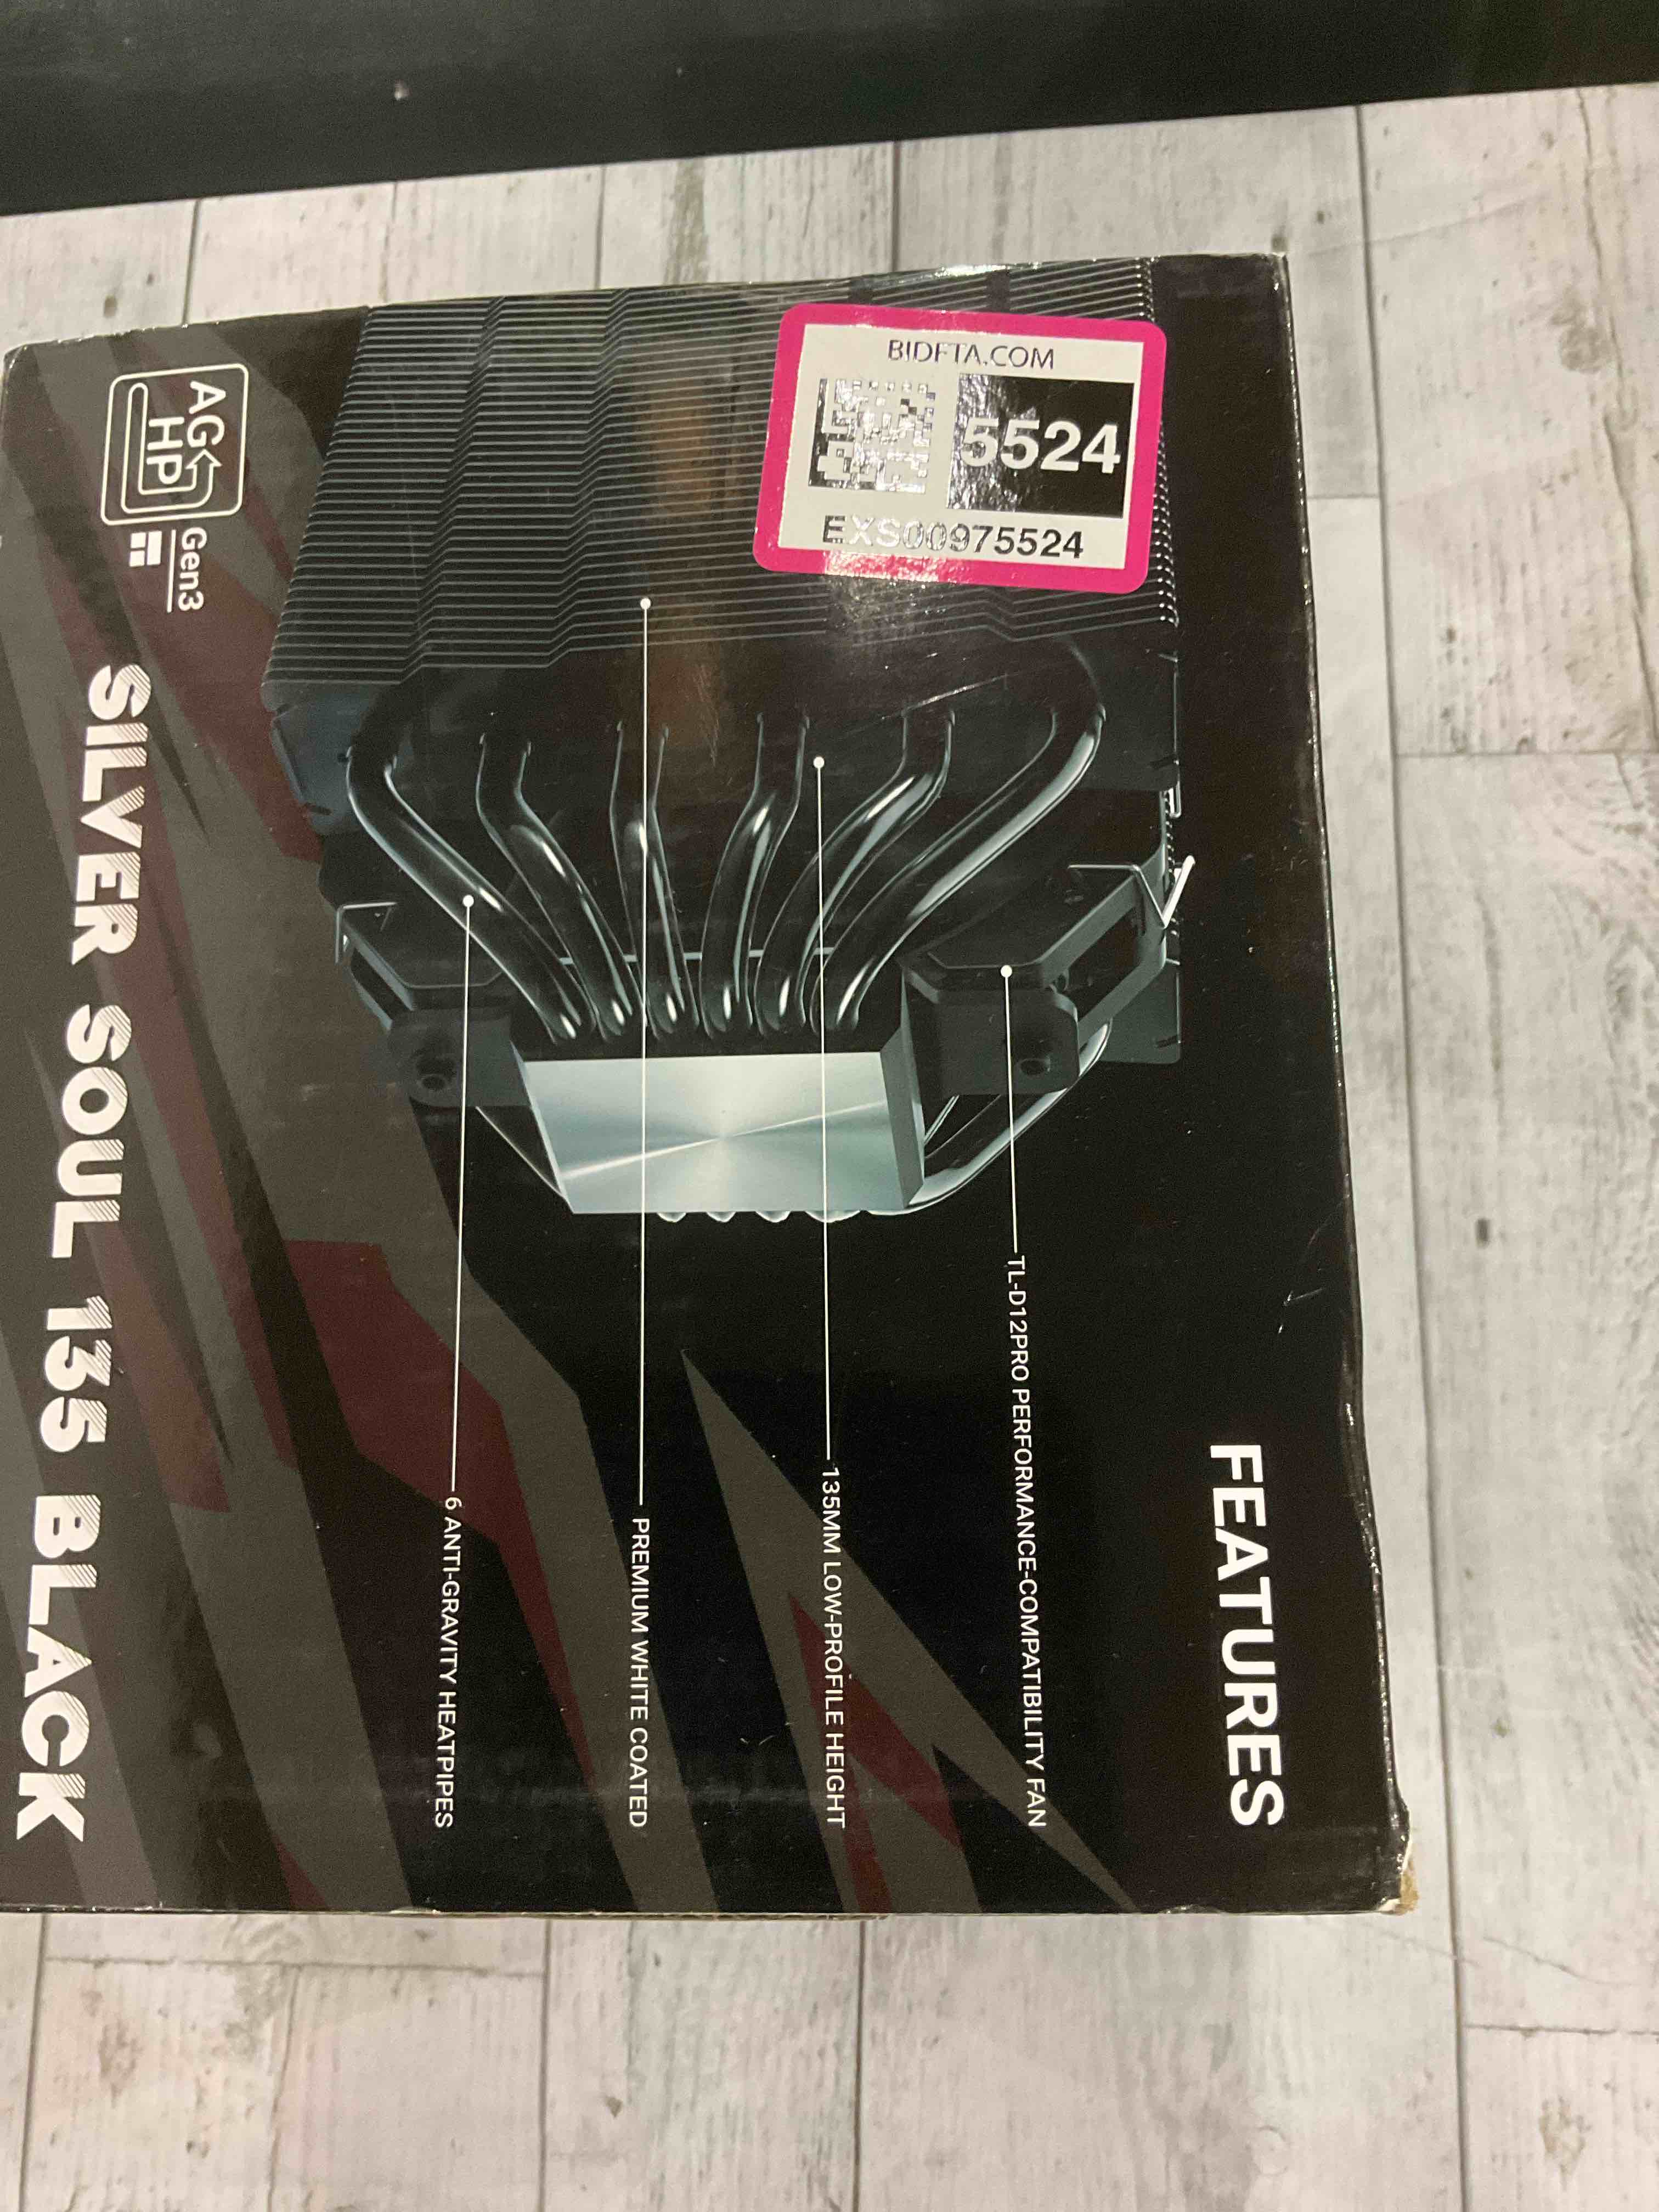 BIDFTA.COM
5524
EXS00975524
FEATURES
TL-D12PRO PERFORMANCE-COMPATIBILITY FAN
135MM LOW-PROFILE HEIGHT
PREMIUM WHITE COATED
6 ANTI-GRAVITY HEATPIPES
AG
HP
Gen3
SILVER SOUL 135 BLACK